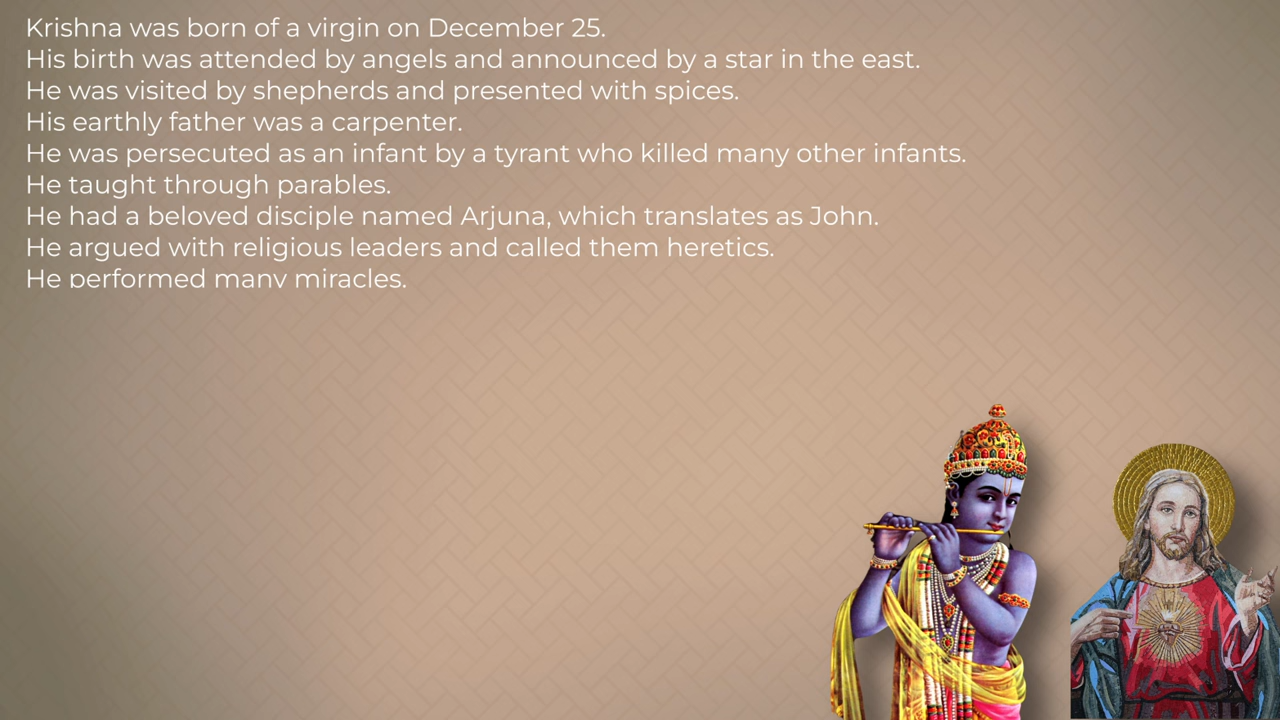 Krishna was born of a virgin on December 25.
His birth was attended by angels and announced by a star in the east.
He was visited by shepherds and presented with spices.
His earthly father was a carpenter.
He was persecuted as an infant by a tyrant who killed many other infants.
He taught through parables.
He had a beloved disciple named Arjuna, which translates as John.
He argued with religious leaders and called them heretics.
He performed many miracles.